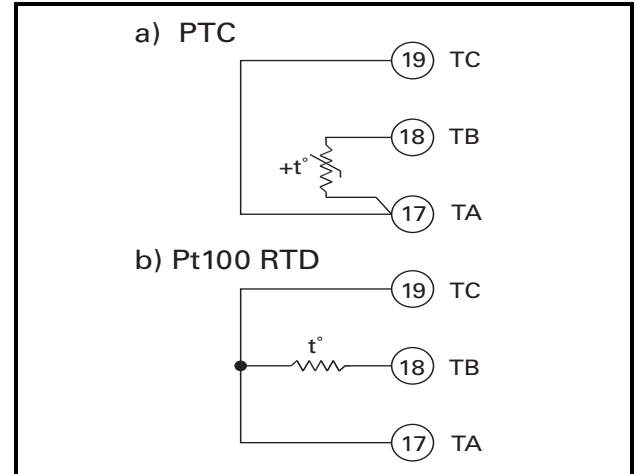 a) PTC
19 TC
18 TB
+t°
17 TA
b) Pt100 RTD
19 TC
t°
18 TB
17 TA